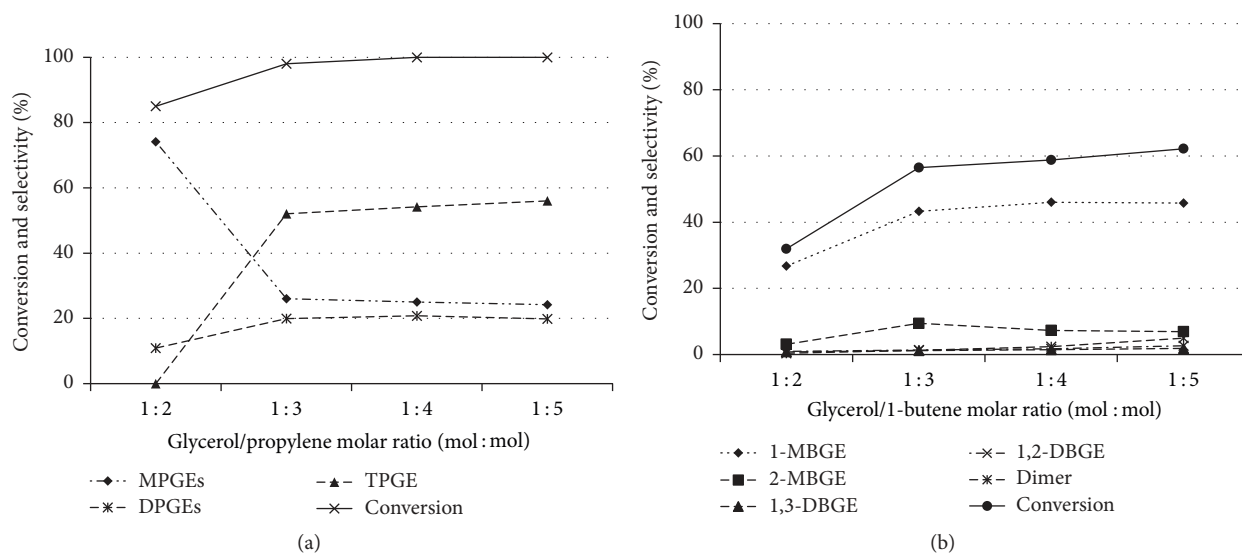 Conversion and selectivity (%)
100
80
60
40
20
0
1 : 2
1 : 3
1 : 4
1 : 5
Glycerol/propylene molar ratio (mol : mol)
MPGEs
DPGEs
TPGE
Conversion
(a)
Conversion and selectivity (%)
100
80
60
40
20
0
1 : 2
1 : 3
1 : 4
1 : 5
Glycerol/1-butene molar ratio (mol : mol)
1-MBGE
2-MBGE
1,3-DBGE
1,2-DBGE
Dimer
Conversion
(b)